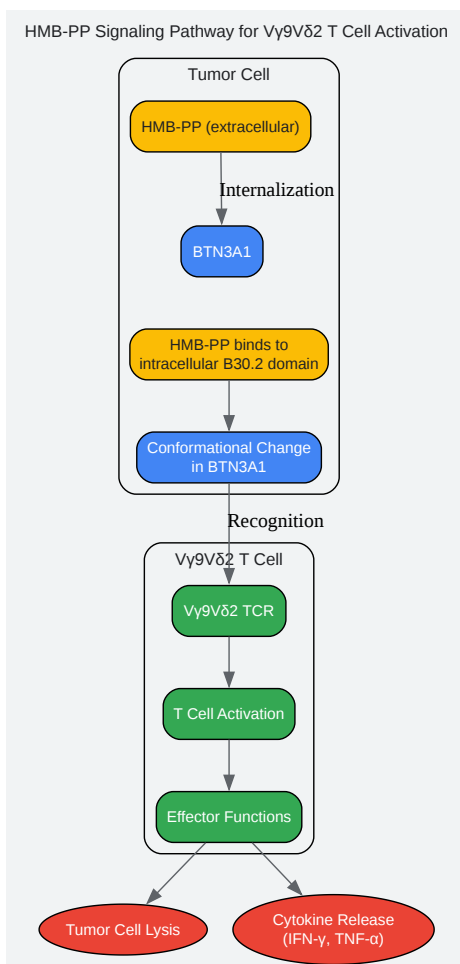 HMB-PP Signaling Pathway for Vγ9Vδ2 T Cell Activation
Tumor Cell
HMB-PP (extracellular)
Internalization
BTN3A1
HMB-PP binds to
intracellular B30.2 domain
Conformational Change
in BTN3A1
Recognition
Vγ9Vδ2 T Cell
Vγ9Vδ2 TCR
T Cell Activation
Effector Functions
Tumor Cell Lysis
Cytokine Release
(IFN-γ, TNF-α)